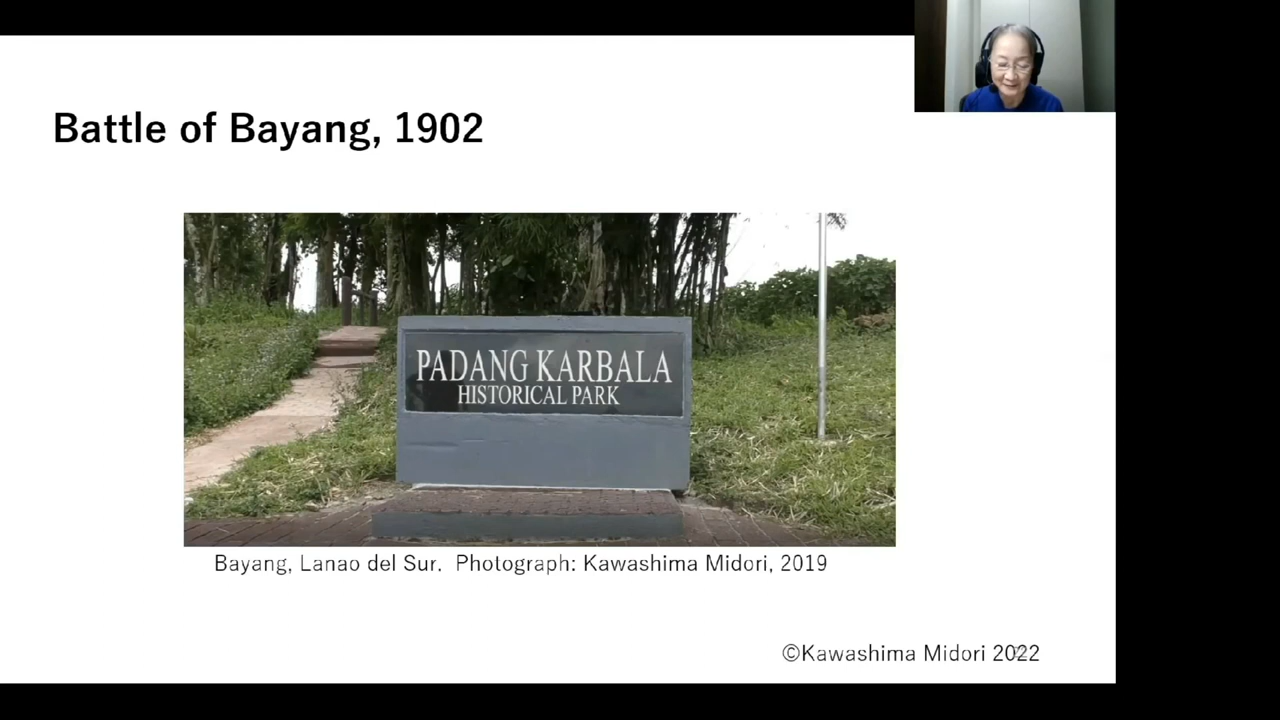 Battle of Bayang, 1902
PADANG KARBALA
HISTORICAL PARK
Bayang, Lanao del Sur. Photograph: Kawashima Midori, 2019
©Kawashima Midori 2022